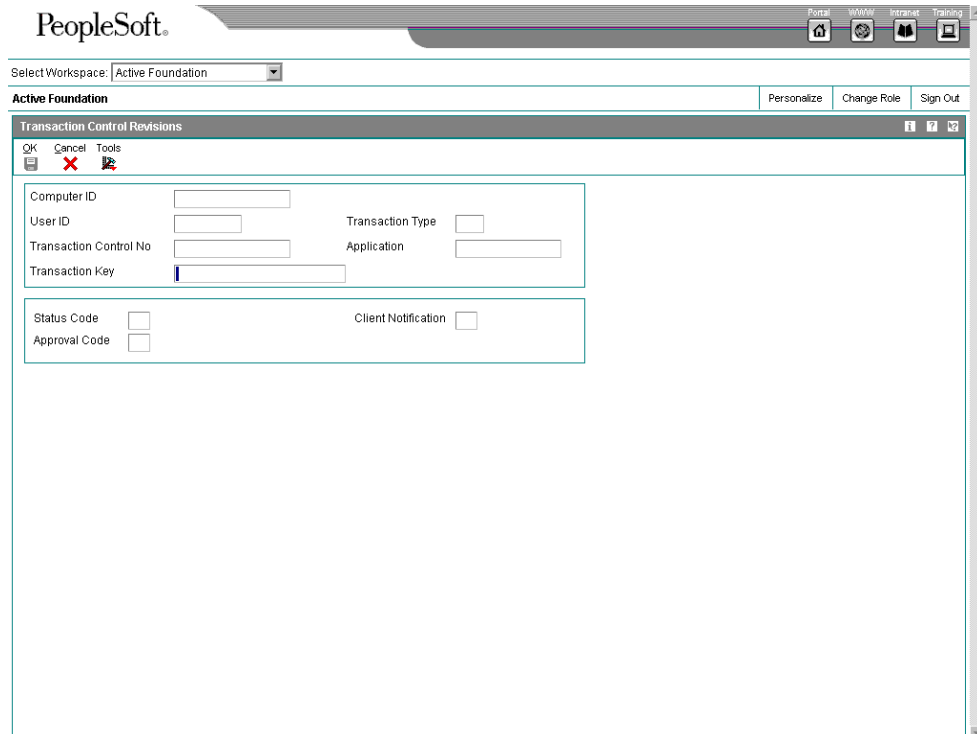 PeopleSoft®
Portal WWW Intranet Training
Select Workspace: Active Foundation
Active Foundation Personalize Change Role Sign Out
Transaction Control Revisions i ? ?
OK Cancel Tools
Computer ID
User ID Transaction Type
Transaction Control No Application
Transaction Key
Status Code Client Notification
Approval Code